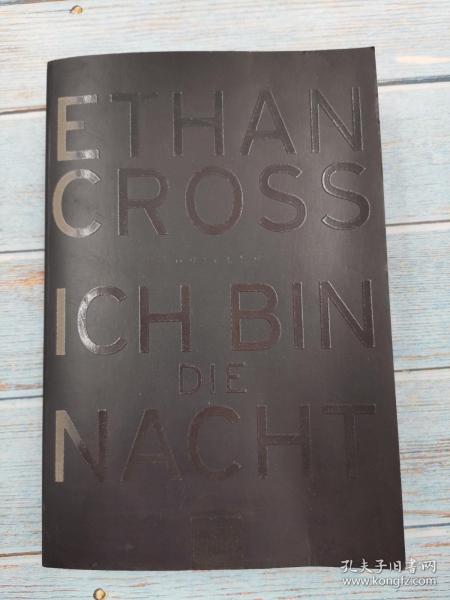 ETHAN
CROSS
ICH BIN
DIE
NACHT
孔夫子旧书网
www.kongfz.com